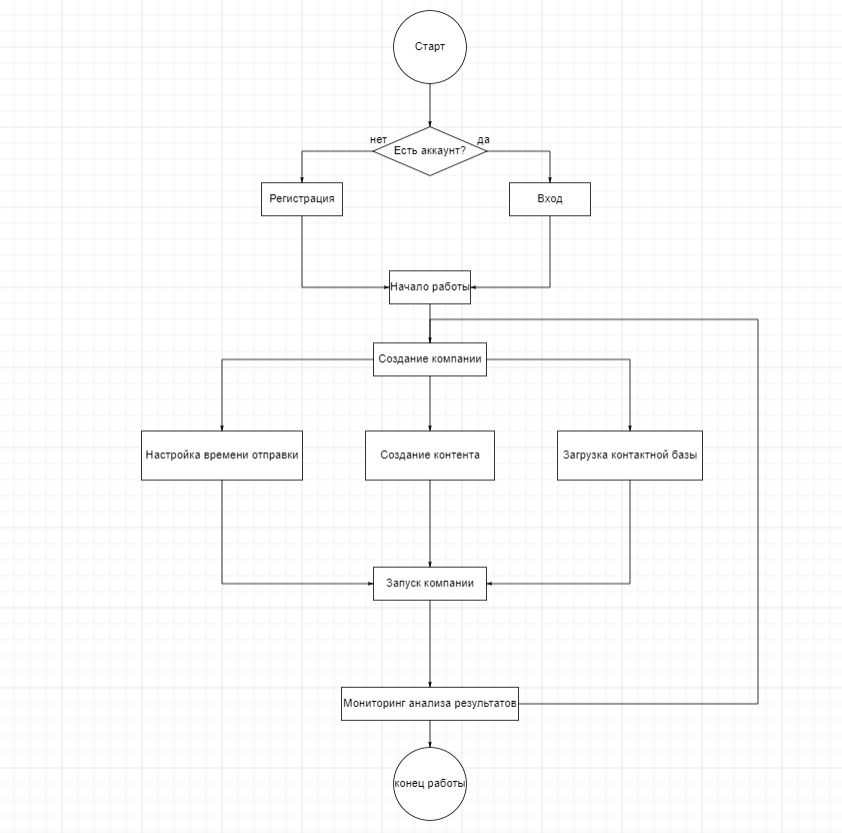 Старт
нет
да
Есть аккаунт?
Регистрация
Вход
Начало работы
Создание компании
Настройка времени отправки
Создание контента
Загрузка контактной базы
Запуск компании
Мониторинг анализа результатов
конец работы